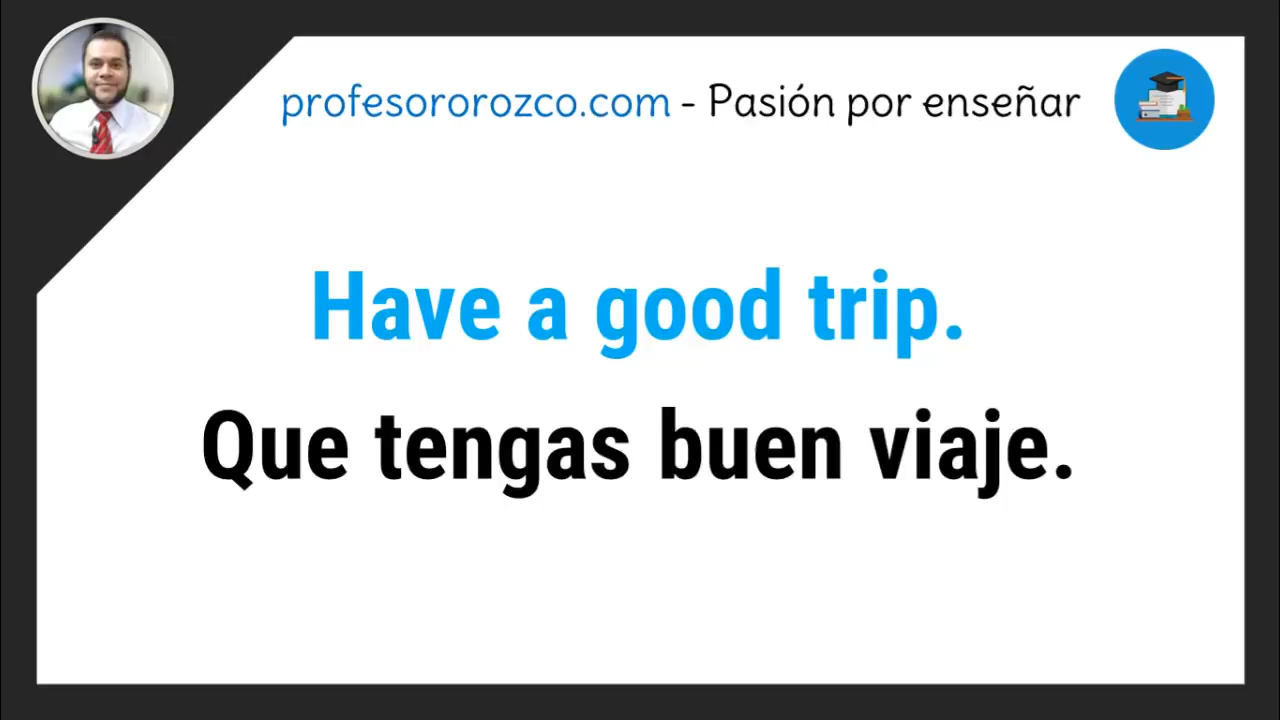 profesororozco.com - Pasión por enseñar
Have a good trip.
Que tengas buen viaje.